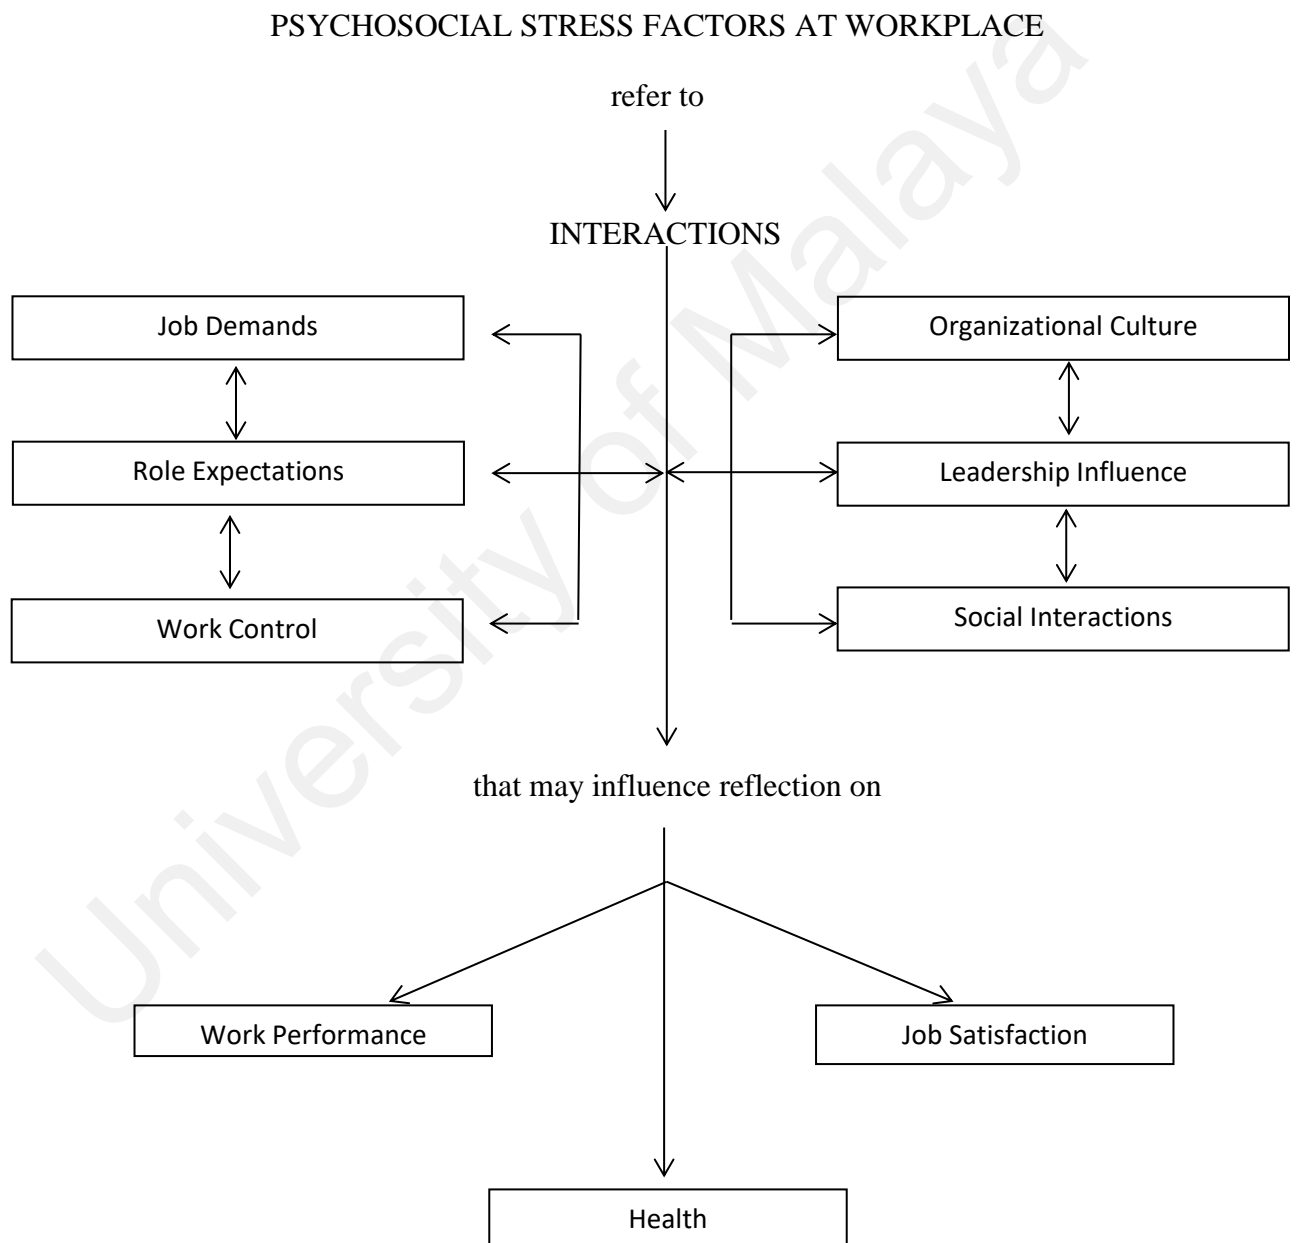 PSYCHOSOCIAL STRESS FACTORS AT WORKPLACE
refer to
INTERACTIONS
Job Demands
Organizational Culture
Role Expectations
Leadership Influence
Work Control
Social Interactions
that may influence reflection on
Work Performance
Job Satisfaction
Health
University of Malaya